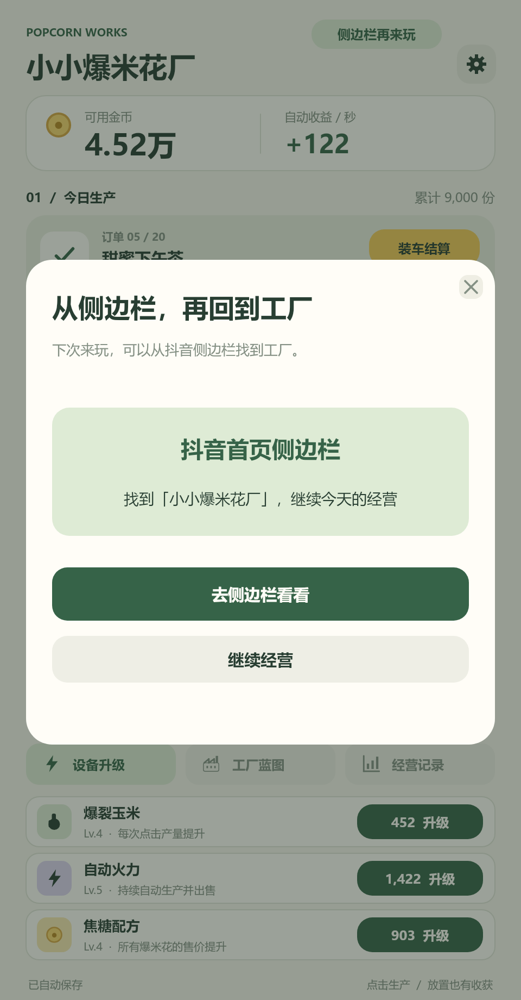 POPCORN WORKS
侧边栏再来玩
小小爆米花厂
可用金币
自动收益 / 秒
4.52万
+122
01 / 今日生产
累计 9,000 份
订单 05 / 20
甜蜜下午茶
装车结算
从侧边栏，再回到工厂
下次来玩，可以从抖音侧边栏找到工厂。
抖音首页侧边栏
找到「小小爆米花厂」，继续今天的经营
去侧边栏看看
继续经营
设备升级
工厂蓝图
经营记录
爆裂玉米
Lv.4 · 每次点击产量提升
452 升级
自动火力
Lv.5 · 持续自动生产并出售
1,422 升级
焦糖配方
Lv.4 · 所有爆米花的售价提升
903 升级
已自动保存
点击生产 / 放置也有收获